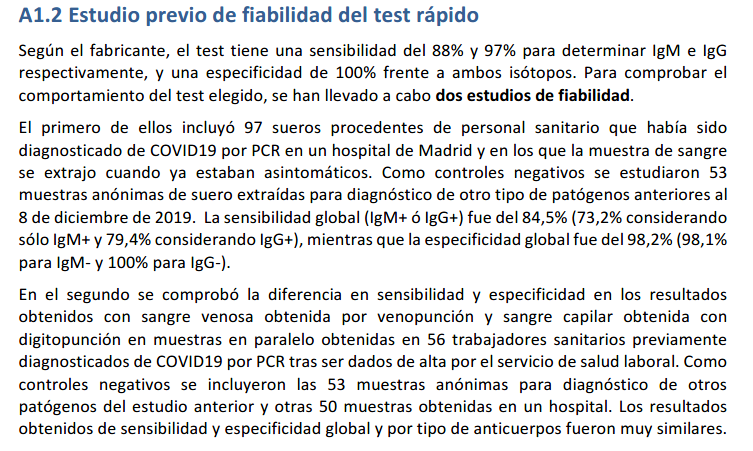 A1.2 Estudio previo de fiabilidad del test rápido
Según el fabricante, el test tiene una sensibilidad del 88% y 97% para determinar IgM e IgG
respectivamente, y una especificidad de 100% frente a ambos isótopos. Para comprobar el
comportamiento del test elegido, se han llevado a cabo dos estudios de fiabilidad.
El primero de ellos incluyó 97 sueros procedentes de personal sanitario que había sido
diagnosticado de COVID19 por PCR en un hospital de Madrid y en los que la muestra de sangre
se extrajo cuando ya estaban asintomáticos. Como controles negativos se estudiaron 53
muestras anónimas de suero extraídas para diagnóstico de otro tipo de patógenos anteriores al
8 de diciembre de 2019. La sensibilidad global (IgM+ ó IgG+) fue del 84,5% (73,2% considerando
sólo IgM+ y 79,4% considerando IgG+), mientras que la especificidad global fue del 98,2% (98,1%
para IgM- y 100% para IgG-).
En el segundo se comprobó la diferencia en sensibilidad y especificidad en los resultados
obtenidos con sangre venosa obtenida por venopunción y sangre capilar obtenida con
digitopunción en muestras en paralelo obtenidas en 56 trabajadores sanitarios previamente
diagnosticados de COVID19 por PCR tras ser dados de alta por el servicio de salud laboral. Como
controles negativos se incluyeron las 53 muestras anónimas para diagnóstico de otros
patógenos del estudio anterior y otras 50 muestras obtenidas en un hospital. Los resultados
obtenidos de sensibilidad y especificidad global y por tipo de anticuerpos fueron muy similares.